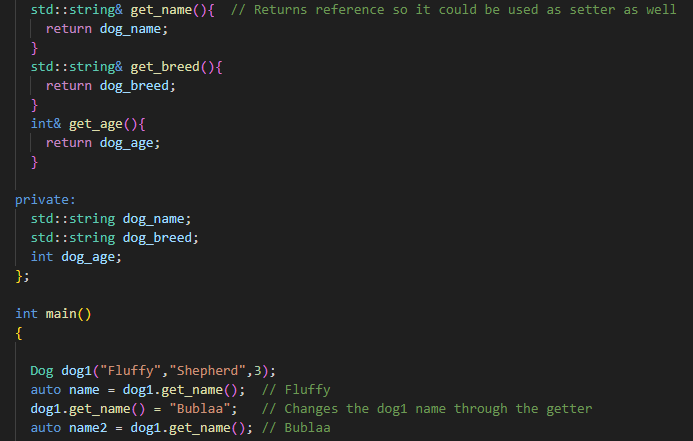 std::string& get_name(){  // Returns reference so it could be used as setter as well
return dog_name;
}
std::string& get_breed(){
return dog_breed;
}
int& get_age(){
return dog_age;
}
private:
std::string dog_name;
std::string dog_breed;
int dog_age;
};
int main()
{
Dog dog1("Fluffy","Shepherd",3);
auto name = dog1.get_name();  // Fluffy
dog1.get_name() = "Bublaa";   // Changes the dog1 name through the getter
auto name2 = dog1.get_name(); // Bublaa